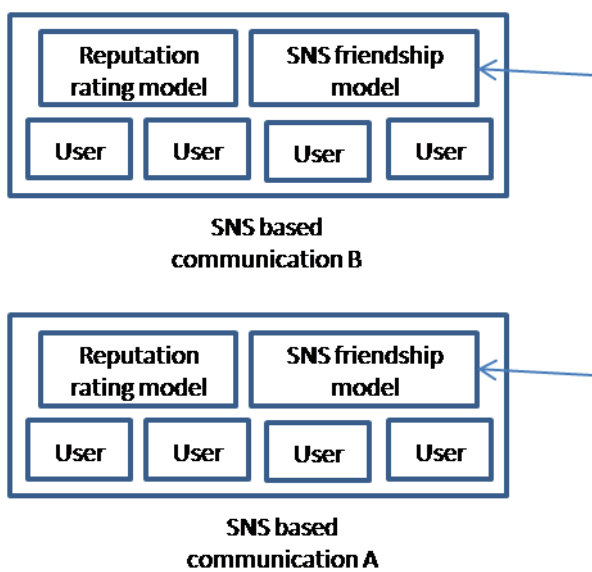 Reputation
rating model
SNS friendship
model
User
User
User
User
SNS based
communication B
Reputation
rating model
SNS friendship
model
User
User
User
User
SNS based
communication A